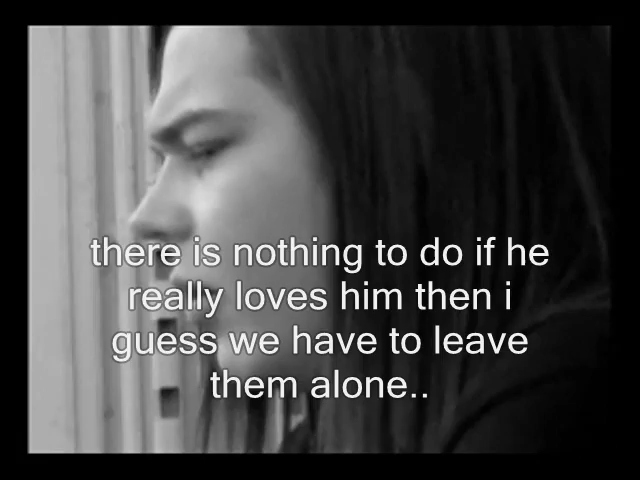 there is nothing to do if he
really loves him then i
guess we have to leave
them alone..